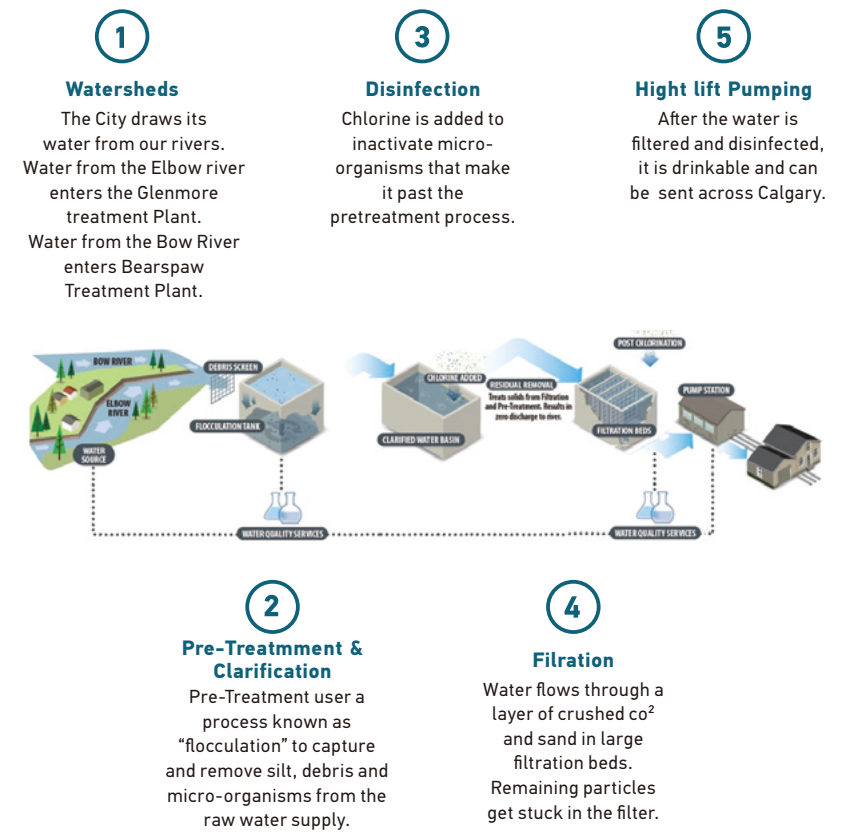 1
Watersheds
The City draws its
water from our rivers.
Water from the Elbow river
enters the Glenmore
treatment Plant.
Water from the Bow River
enters Bearspaw
Treatment Plant.
3
Disinfection
Chlorine is added to
inactivate micro-
organisms that make
it past the
pretreatment process.
5
Hight lift Pumping
After the water is
filtered and disinfected,
it is drinkable and can
be sent across Calgary.
BOW RIVER
ELBOW
RIVER
WATER
SOURCE
DEBRIS SCREEN
FLOCCULATION TANK
CHLORINE ADDED
CLARIFIED WATER BASIN
RESIDUAL REMOVAL
Treats solids from Filtration
and Pre-Treatment. Results in
zero discharge to river.
POST CHLORINATION
FILTRATION BEDS
PUMP STATION
WATER QUALITY SERVICES
WATER QUALITY SERVICES
2
Pre-Treatmment &
Clarification
Pre-Treatment user a
process known as
“flocculation” to capture
and remove silt, debris and
micro-organisms from the
raw water supply.
4
Filration
Water flows through a
layer of crushed co²
and sand in large
filtration beds.
Remaining particles
get stuck in the filter.